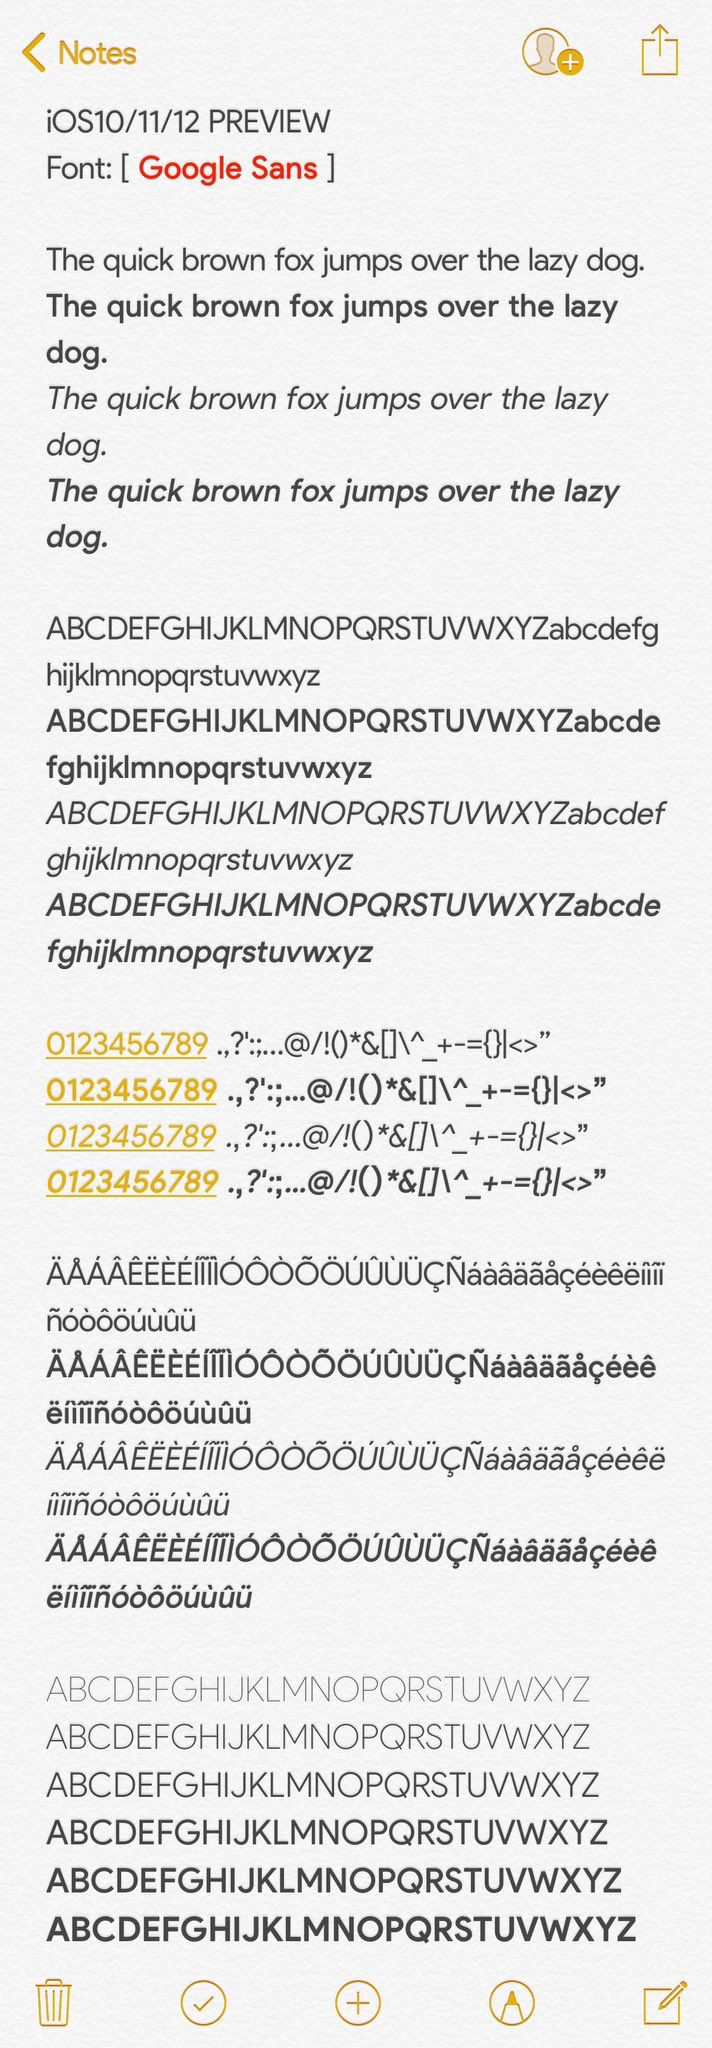 Notes
iOS10/11/12 PREVIEW
Font: [ Google Sans ]
The quick brown fox jumps over the lazy dog.
The quick brown fox jumps over the lazy
dog.
The quick brown fox jumps over the lazy
dog.
The quick brown fox jumps over the lazy
dog.
ABCDEFGHIJKLMNOPQRSTUVWXYZabcdefg
hijklmnopqrstuvwxyz
ABCDEFGHIJKLMNOPQRSTUVWXYZabcde
fghijklmnopqrstuvwxyz
ABCDEFGHIJKLMNOPQRSTUVWXYZabcdef
ghijklmnopqrstuvwxyz
ABCDEFGHIJKLMNOPQRSTUVWXYZabcde
fghijklmnopqrstuvwxyz
0123456789 .,?':;...@/!()*&[]\^_+-={}|<>”
0123456789 .,?':;...@/!()*&[]\^_+-={}|<>”
0123456789 .,?':;...@/!()*&[]\^_+-={}|<>”
0123456789 .,?':;...@/!()*&[]\^_+-={}|<>”
ÄÅÁÂÊËÈÉÍÎÏÌÓÔÒÕÖÚÛÙÜÇÑáàâäãåçéèêëíìîï
ñóòôöúùûü
ÄÅÁÂÊËÈÉÍÎÏÌÓÔÒÕÖÚÛÙÜÇÑáàâäãåçéèê
ëíìîïñóòôöúùûü
ÄÅÁÂÊËÈÉÍÎÏÌÓÔÒÕÖÚÛÙÜÇÑáàâäãåçéèêë
íìîïñóòôöúùûü
ÄÅÁÂÊËÈÉÍÎÏÌÓÔÒÕÖÚÛÙÜÇÑáàâäãåçéèê
ëíìîïñóòôöúùûü
ABCDEFGHIJKLMNOPQRSTUVWXYZ
ABCDEFGHIJKLMNOPQRSTUVWXYZ
ABCDEFGHIJKLMNOPQRSTUVWXYZ
ABCDEFGHIJKLMNOPQRSTUVWXYZ
ABCDEFGHIJKLMNOPQRSTUVWXYZ
ABCDEFGHIJKLMNOPQRSTUVWXYZ